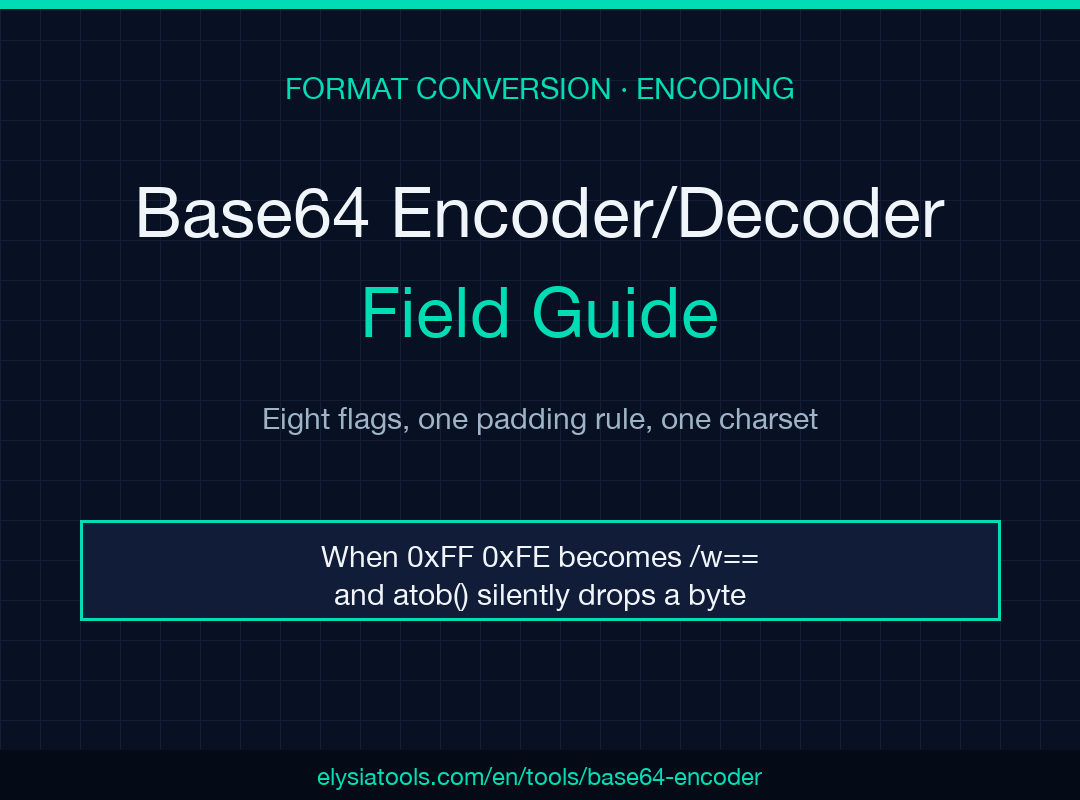 FORMAT CONVERSION · ENCODING
Base64 Encoder/Decoder
Field Guide
Eight flags, one padding rule, one charset
When 0xFF 0xFE becomes /w==
and atob() silently drops a byte
elysiatools.com/en/tools/base64-encoder